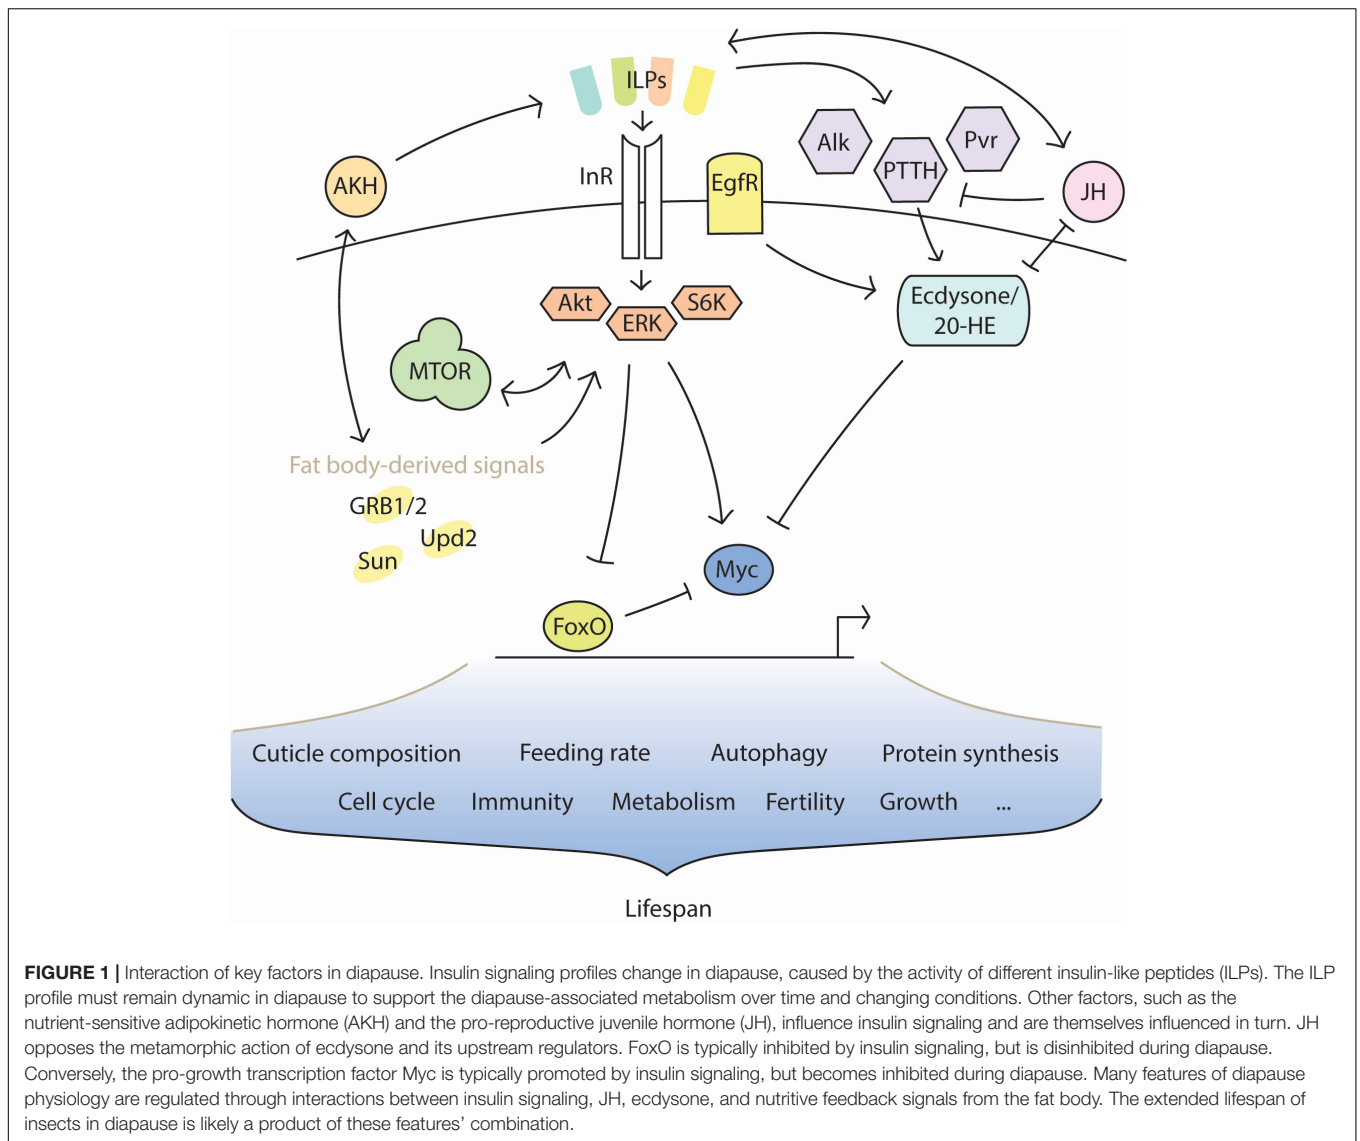 ILPs
Alk
Pvr
PTTH
InR
EgfR
AKH
JH
Akt
S6K
ERK
Ecdysone/
20-HE
MTOR
Fat body-derived signals
GRB1/2
Upd2
Sun
Myc
FoxO
Cuticle composition Feeding rate Autophagy Protein synthesis
Cell cycle Immunity Metabolism Fertility Growth ...
Lifespan
FIGURE 1 | Interaction of key factors in diapause. Insulin signaling profiles change in diapause, caused by the activity of different insulin-like peptides (ILPs). The ILP
profile must remain dynamic in diapause to support the diapause-associated metabolism over time and changing conditions. Other factors, such as the
nutrient-sensitive adipokinetic hormone (AKH) and the pro-reproductive juvenile hormone (JH), influence insulin signaling and are themselves influenced in turn. JH
opposes the metamorphic action of ecdysone and its upstream regulators. FoxO is typically inhibited by insulin signaling, but is disinhibited during diapause.
Conversely, the pro-growth transcription factor Myc is typically promoted by insulin signaling, but becomes inhibited during diapause. Many features of diapause
physiology are regulated through interactions between insulin signaling, JH, ecdysone, and nutritive feedback signals from the fat body. The extended lifespan of
insects in diapause is likely a product of these features' combination.